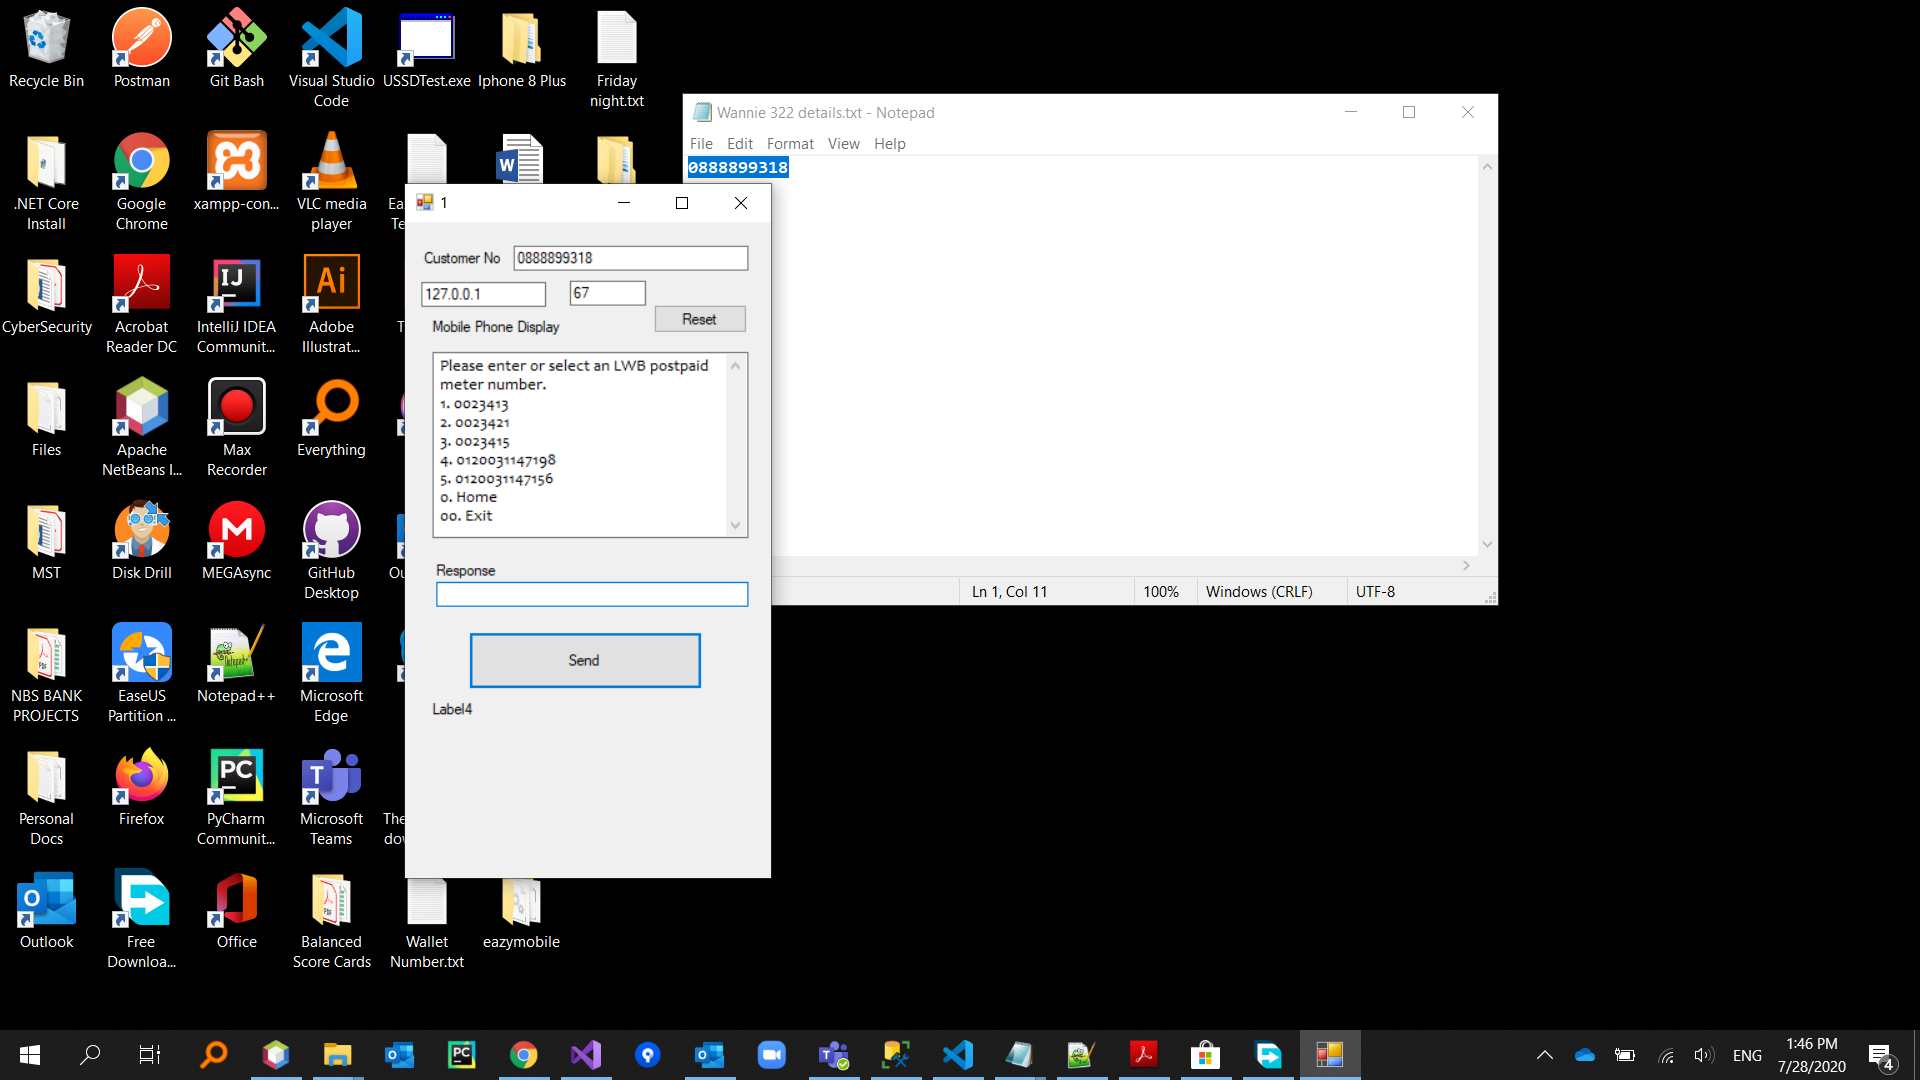 Recycle Bin
Postman
Git Bash
Visual Studio
Code
USSDTest.exe
Iphone 8 Plus
Friday
night.txt
.NET Core
Install
Google
Chrome
xampp-con...
VLC media
player
CyberSecurity
Acrobat
Reader DC
IntelliJ IDEA
Communit...
Adobe
Illustrat...
Files
Apache
NetBeans I...
Max
Recorder
Everything
MST
Disk Drill
MEGAsync
GitHub
Desktop
NBS BANK
PROJECTS
EaseUS
Partition ...
Notepad++
Microsoft
Edge
Personal
Docs
Firefox
PyCharm
Communit...
Microsoft
Teams
Outlook
Free
Downloa...
Office
Balanced
Score Cards
Wallet
Number.txt
eazymobile
Wannie 322 details.txt - Notepad
File Edit Format View Help
0888899318
Ln 1, Col 11
100%
Windows (CRLF)
UTF-8
1
Customer No 0888899318
127.0.0.1 67
Reset
Mobile Phone Display
Please enter or select an LWB postpaid
meter number.
1. 0023413
2. 0023421
3. 0023415
4. 0120031147198
5. 0120031147156
0. Home
00. Exit
Response
Send
Label4
ENG
1:46 PM
7/28/2020
4